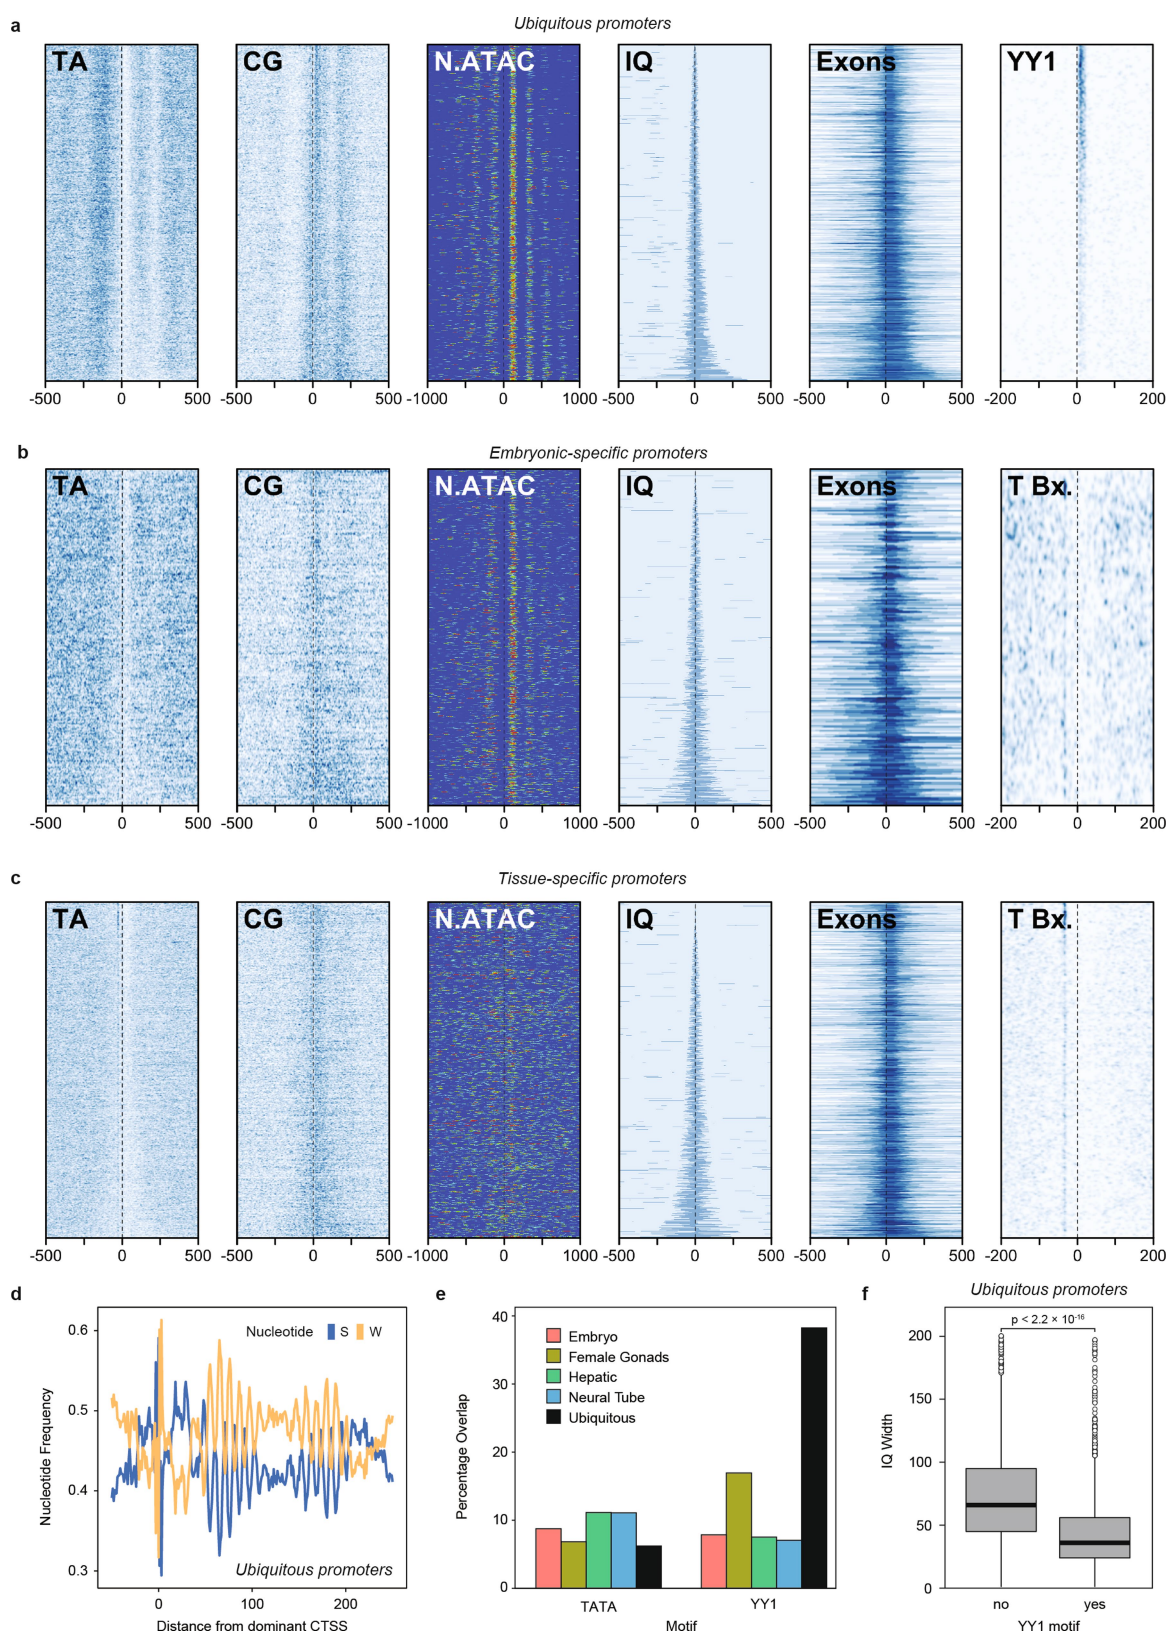 a
Ubiquitous promoters
TA CG N.ATAC IQ Exons YY1
-500 0 500 -500 0 500 -1000 0 1000 -500 0 500 -500 0 500 -200 0 200
b
Embryonic-specific promoters
TA CG N.ATAC IQ Exons T Bx.
-500 0 500 -500 0 500 -1000 0 1000 -500 0 500 -500 0 500 -200 0 200
c
Tissue-specific promoters
TA CG N.ATAC IQ Exons T Bx.
-500 0 500 -500 0 500 -1000 0 1000 -500 0 500 -500 0 500 -200 0 200
d
Nucleotide S W
0.6
0.5
0.4
0.3
Nucleotide Frequency
Ubiquitous promoters
0 100 200
Distance from dominant CTSS
e
40
30
20
10
0
Percentage Overlap
Embryo
Female Gonads
Hepatic
Neural Tube
Ubiquitous
TATA YY1
Motif
f
Ubiquitous promoters
p < 2.2 × 10⁻¹⁶
200
150
100
50
0
IQ Width
no yes
YY1 motif